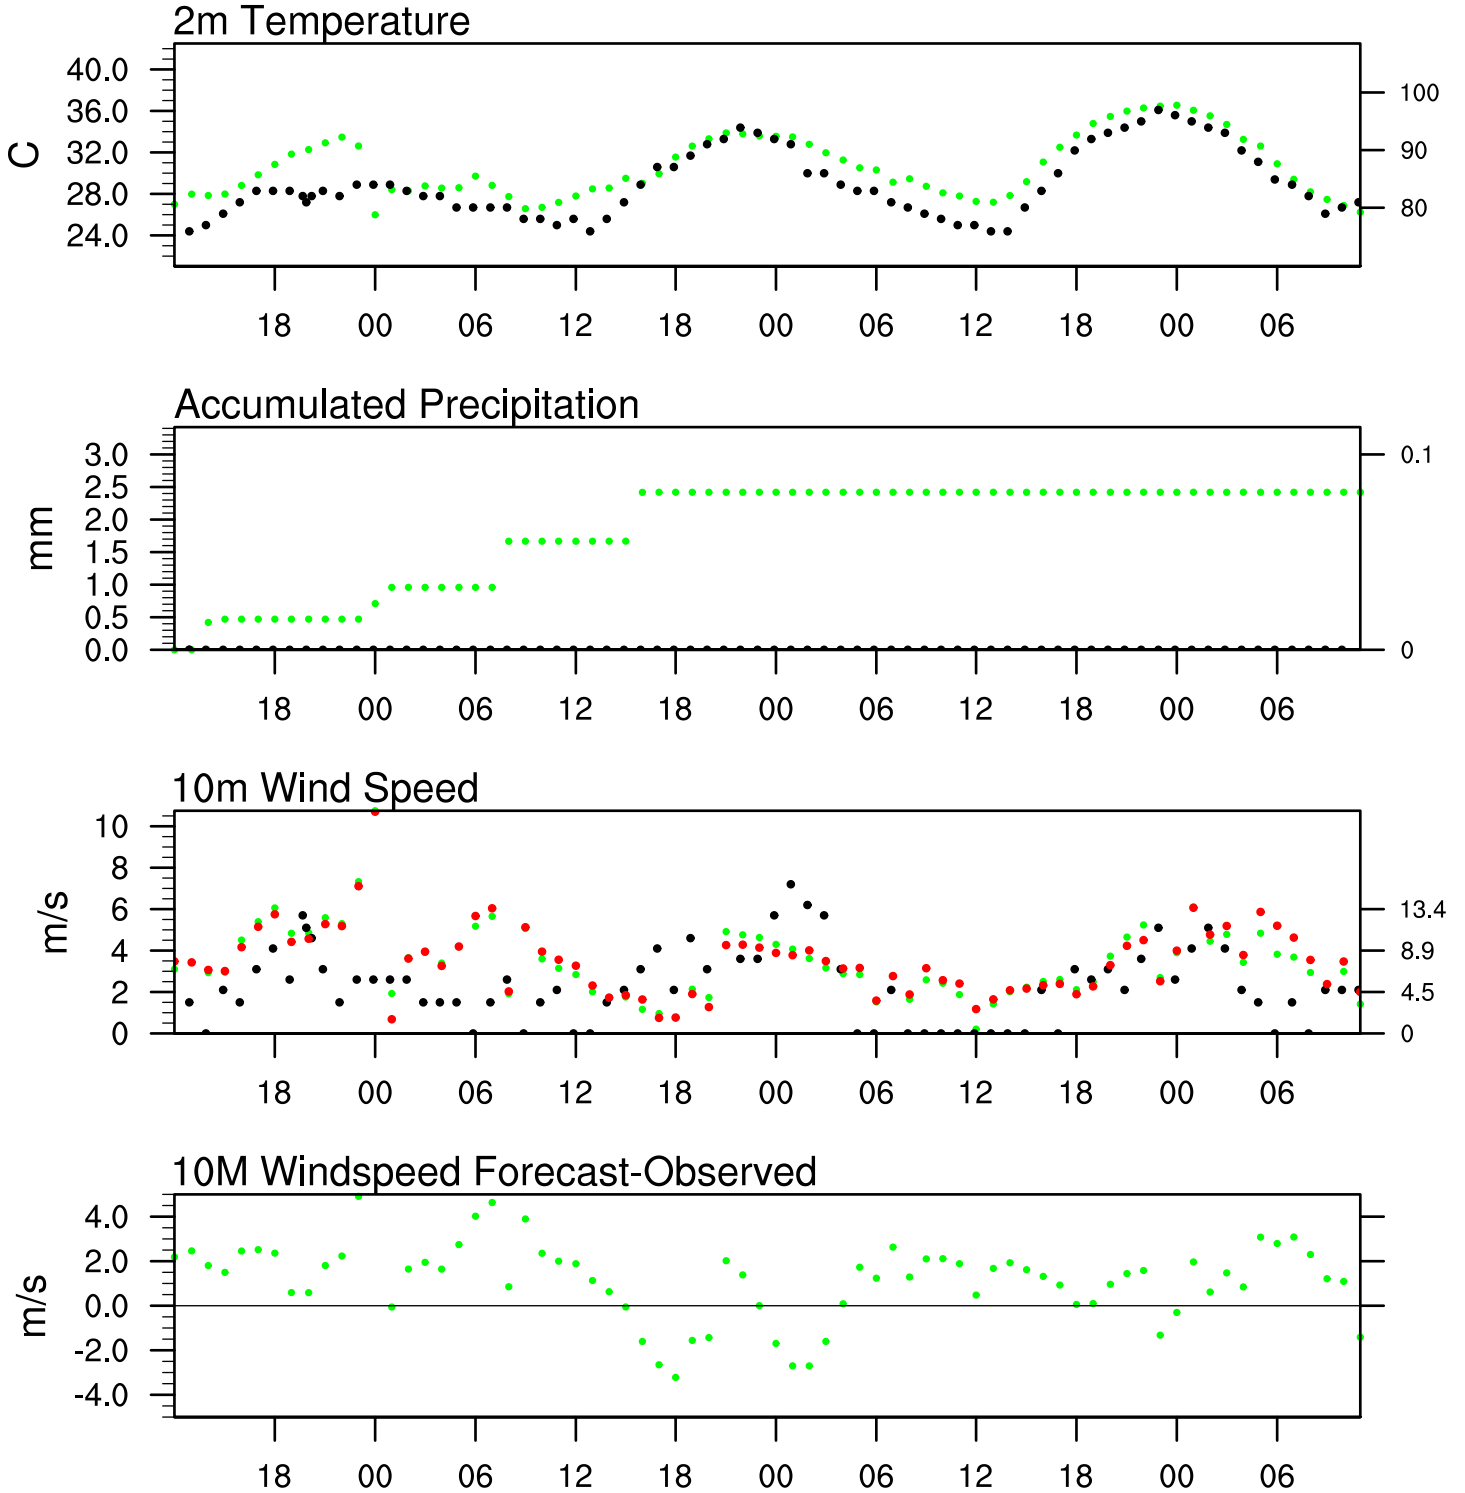 2m Temperature
40.0
36.0
32.0
28.0
24.0
C
100
90
80
18 00 06 12 18 00 06 12 18 00 06
Accumulated Precipitation
3.0
2.5
2.0
1.5
1.0
0.5
0.0
mm
0.1
0
18 00 06 12 18 00 06 12 18 00 06
10m Wind Speed
10
8
6
4
2
0
m/s
13.4
8.9
4.5
0
18 00 06 12 18 00 06 12 18 00 06
10M Windspeed Forecast-Observed
4.0
2.0
0.0
-2.0
-4.0
m/s
18 00 06 12 18 00 06 12 18 00 06